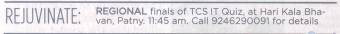 REJUVINATE: REGIONAL finals of TCS IT Quiz, at Hari Kala Bha-
van, Patny. 11:45 am. Call 9246290091 for details